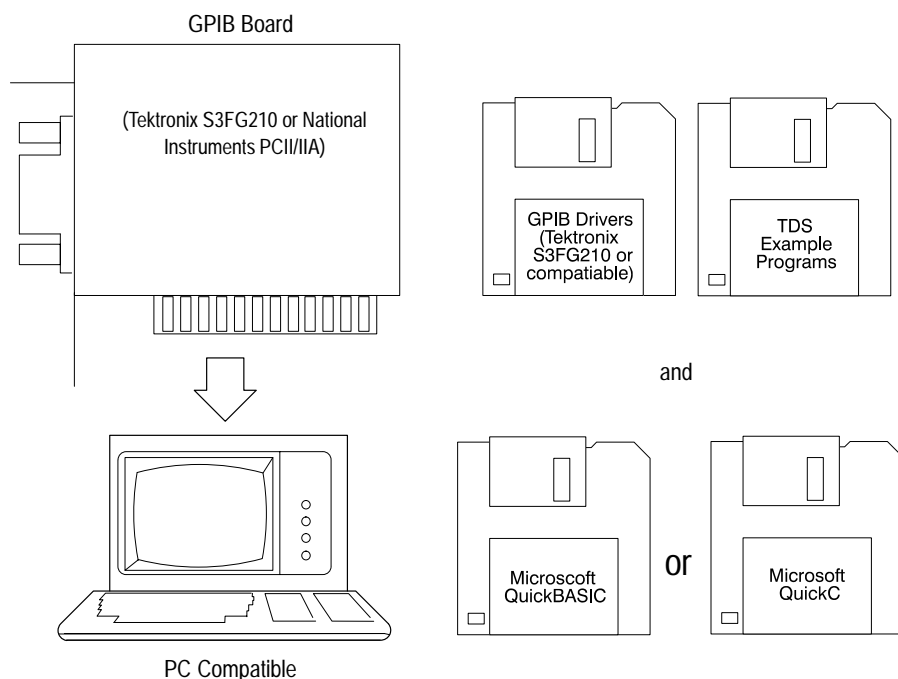 GPIB Board
(Tektronix S3FG210 or National
Instruments PCII/IIA)
GPIB Drivers
(Tektronix
S3FG210 or
compatiable)
TDS
Example
Programs
and
Microscoft
QuickBASIC
or
Microsoft
QuickC
PC Compatible